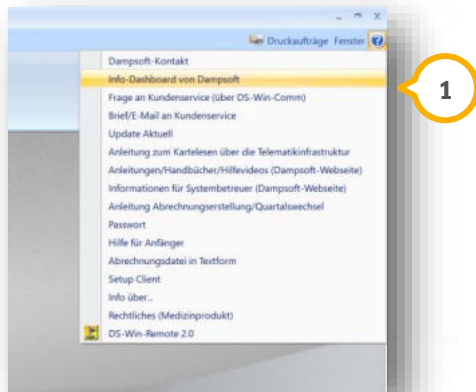 Druckaufträge Fenster ?
Dampsoft-Kontakt
Info-Dashboard von Dampsoft
Frage an Kundenservice (über DS-Win-Comm)
Brief/E-Mail an Kundenservice
Update Aktuell
Anleitung zum Kartelesen über die Telematikinfrastruktur
Anleitungen/Handbücher/Hilfevideos (Dampsoft-Webseite)
Informationen für Systembetreuer (Dampsoft-Webseite)
Anleitung Abrechnungserstellung/Quartalswechsel
Passwort
Hilfe für Anfänger
Abrechnungsdatei in Textform
Setup Client
Info über...
Rechtliches (Medizinprodukt)
DS-Win-Remote 2.0
1